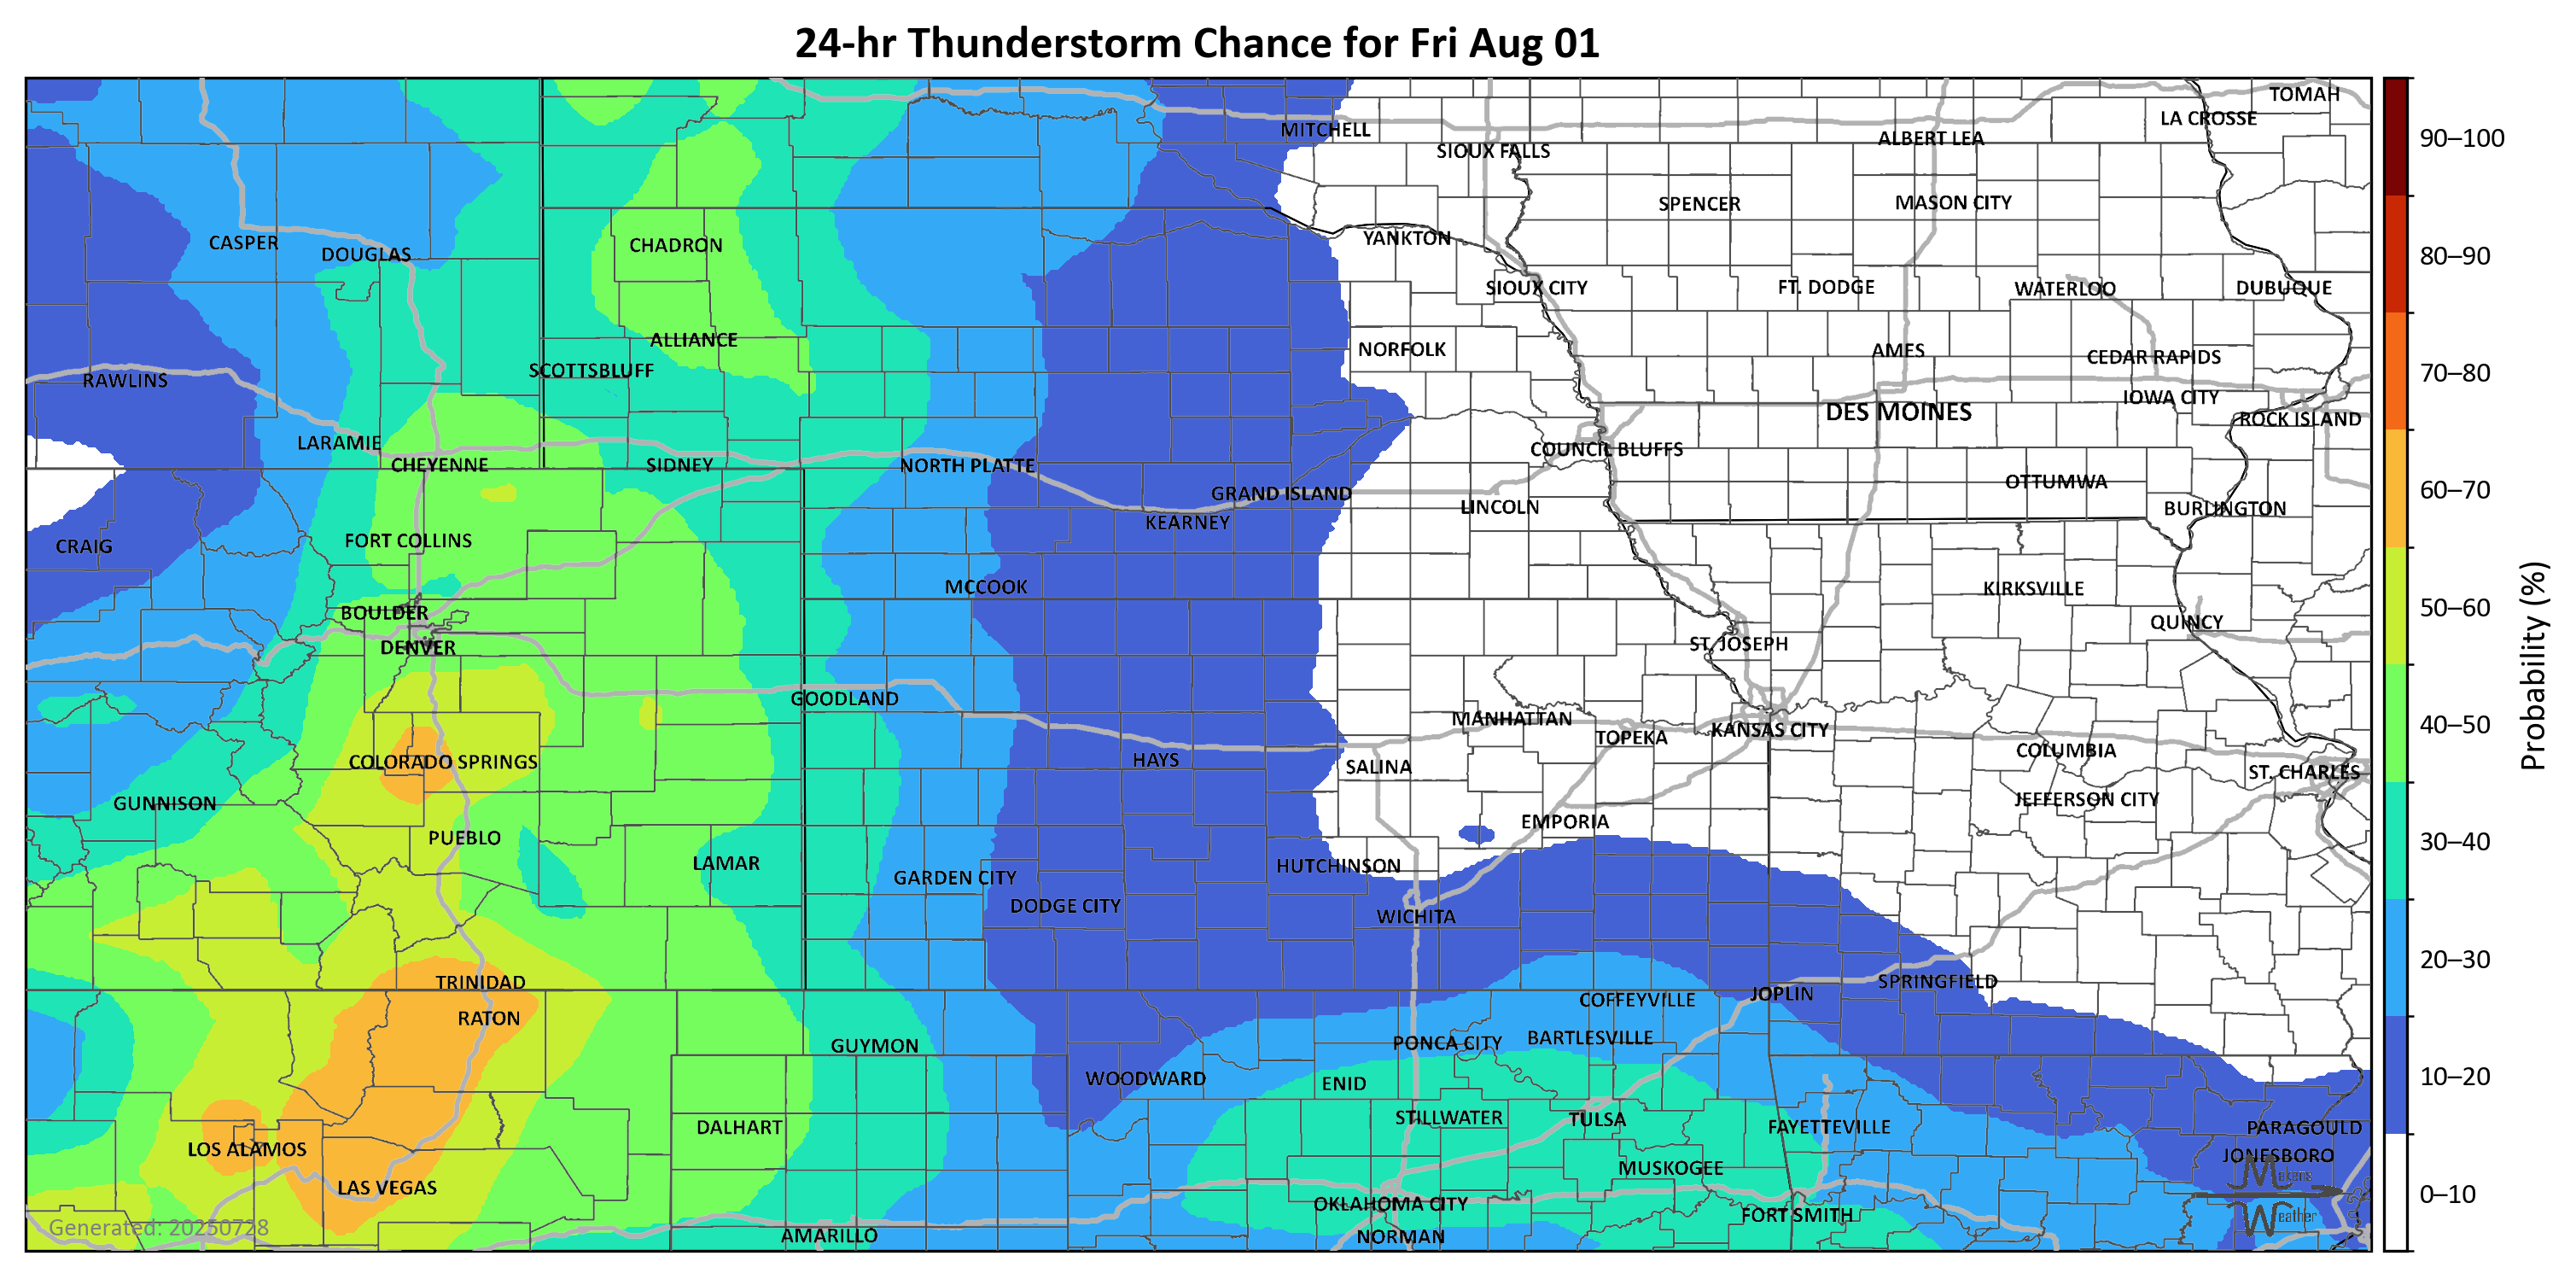 24-hr Thunderstorm Chance for Fri Aug 01
TOMAH
LA CROSSE
MITCHELL
ALBERT LEA
SIOUX FALLS
SPENCER
MASON CITY
CASPER
DOUGLAS
CHADRON
YANKTON
SIOUX CITY
FT. DODGE
WATERLOO
DUBUQUE
ALLIANCE
NORFOLK
AMES
CEDAR RAPIDS
SCOTTSBLUFF
RAWLINS
IOWA CITY
DES MOINES
ROCK ISLAND
LARAMIE
COUNCIL BLUFFS
CHEYENNE
SIDNEY
NORTH PLATTE
OTTUMWA
GRAND ISLAND
LINCOLN
BURLINGTON
KEARNEY
FORT COLLINS
CRAIG
MCCOOK
KIRKSVILLE
BOULDER
QUINCY
DENVER
ST. JOSEPH
GOODLAND
MANHATTAN
KANSAS CITY
TOPEKA
COLUMBIA
HAYS
COLORADO SPRINGS
SALINA
ST. CHARLES
GUNNISON
JEFFERSON CITY
EMPORIA
PUEBLO
LAMAR
HUTCHINSON
GARDEN CITY
DODGE CITY
WICHITA
TRINIDAD
SPRINGFIELD
JOPLIN
COFFEYVILLE
RATON
BARTLESVILLE
PONCA CITY
GUYMON
WOODWARD
ENID
STILLWATER
TULSA
DALHART
FAYETTEVILLE
PARAGOULD
LOS ALAMOS
JONESBORO
MUSKOGEE
LAS VEGAS
OKLAHOMA CITY
FORT SMITH
AMARILLO
NORMAN
Generated: 20250728
Makens
Weather
90–100
80–90
70–80
60–70
50–60
40–50
30–40
20–30
10–20
0–10
Probability (%)